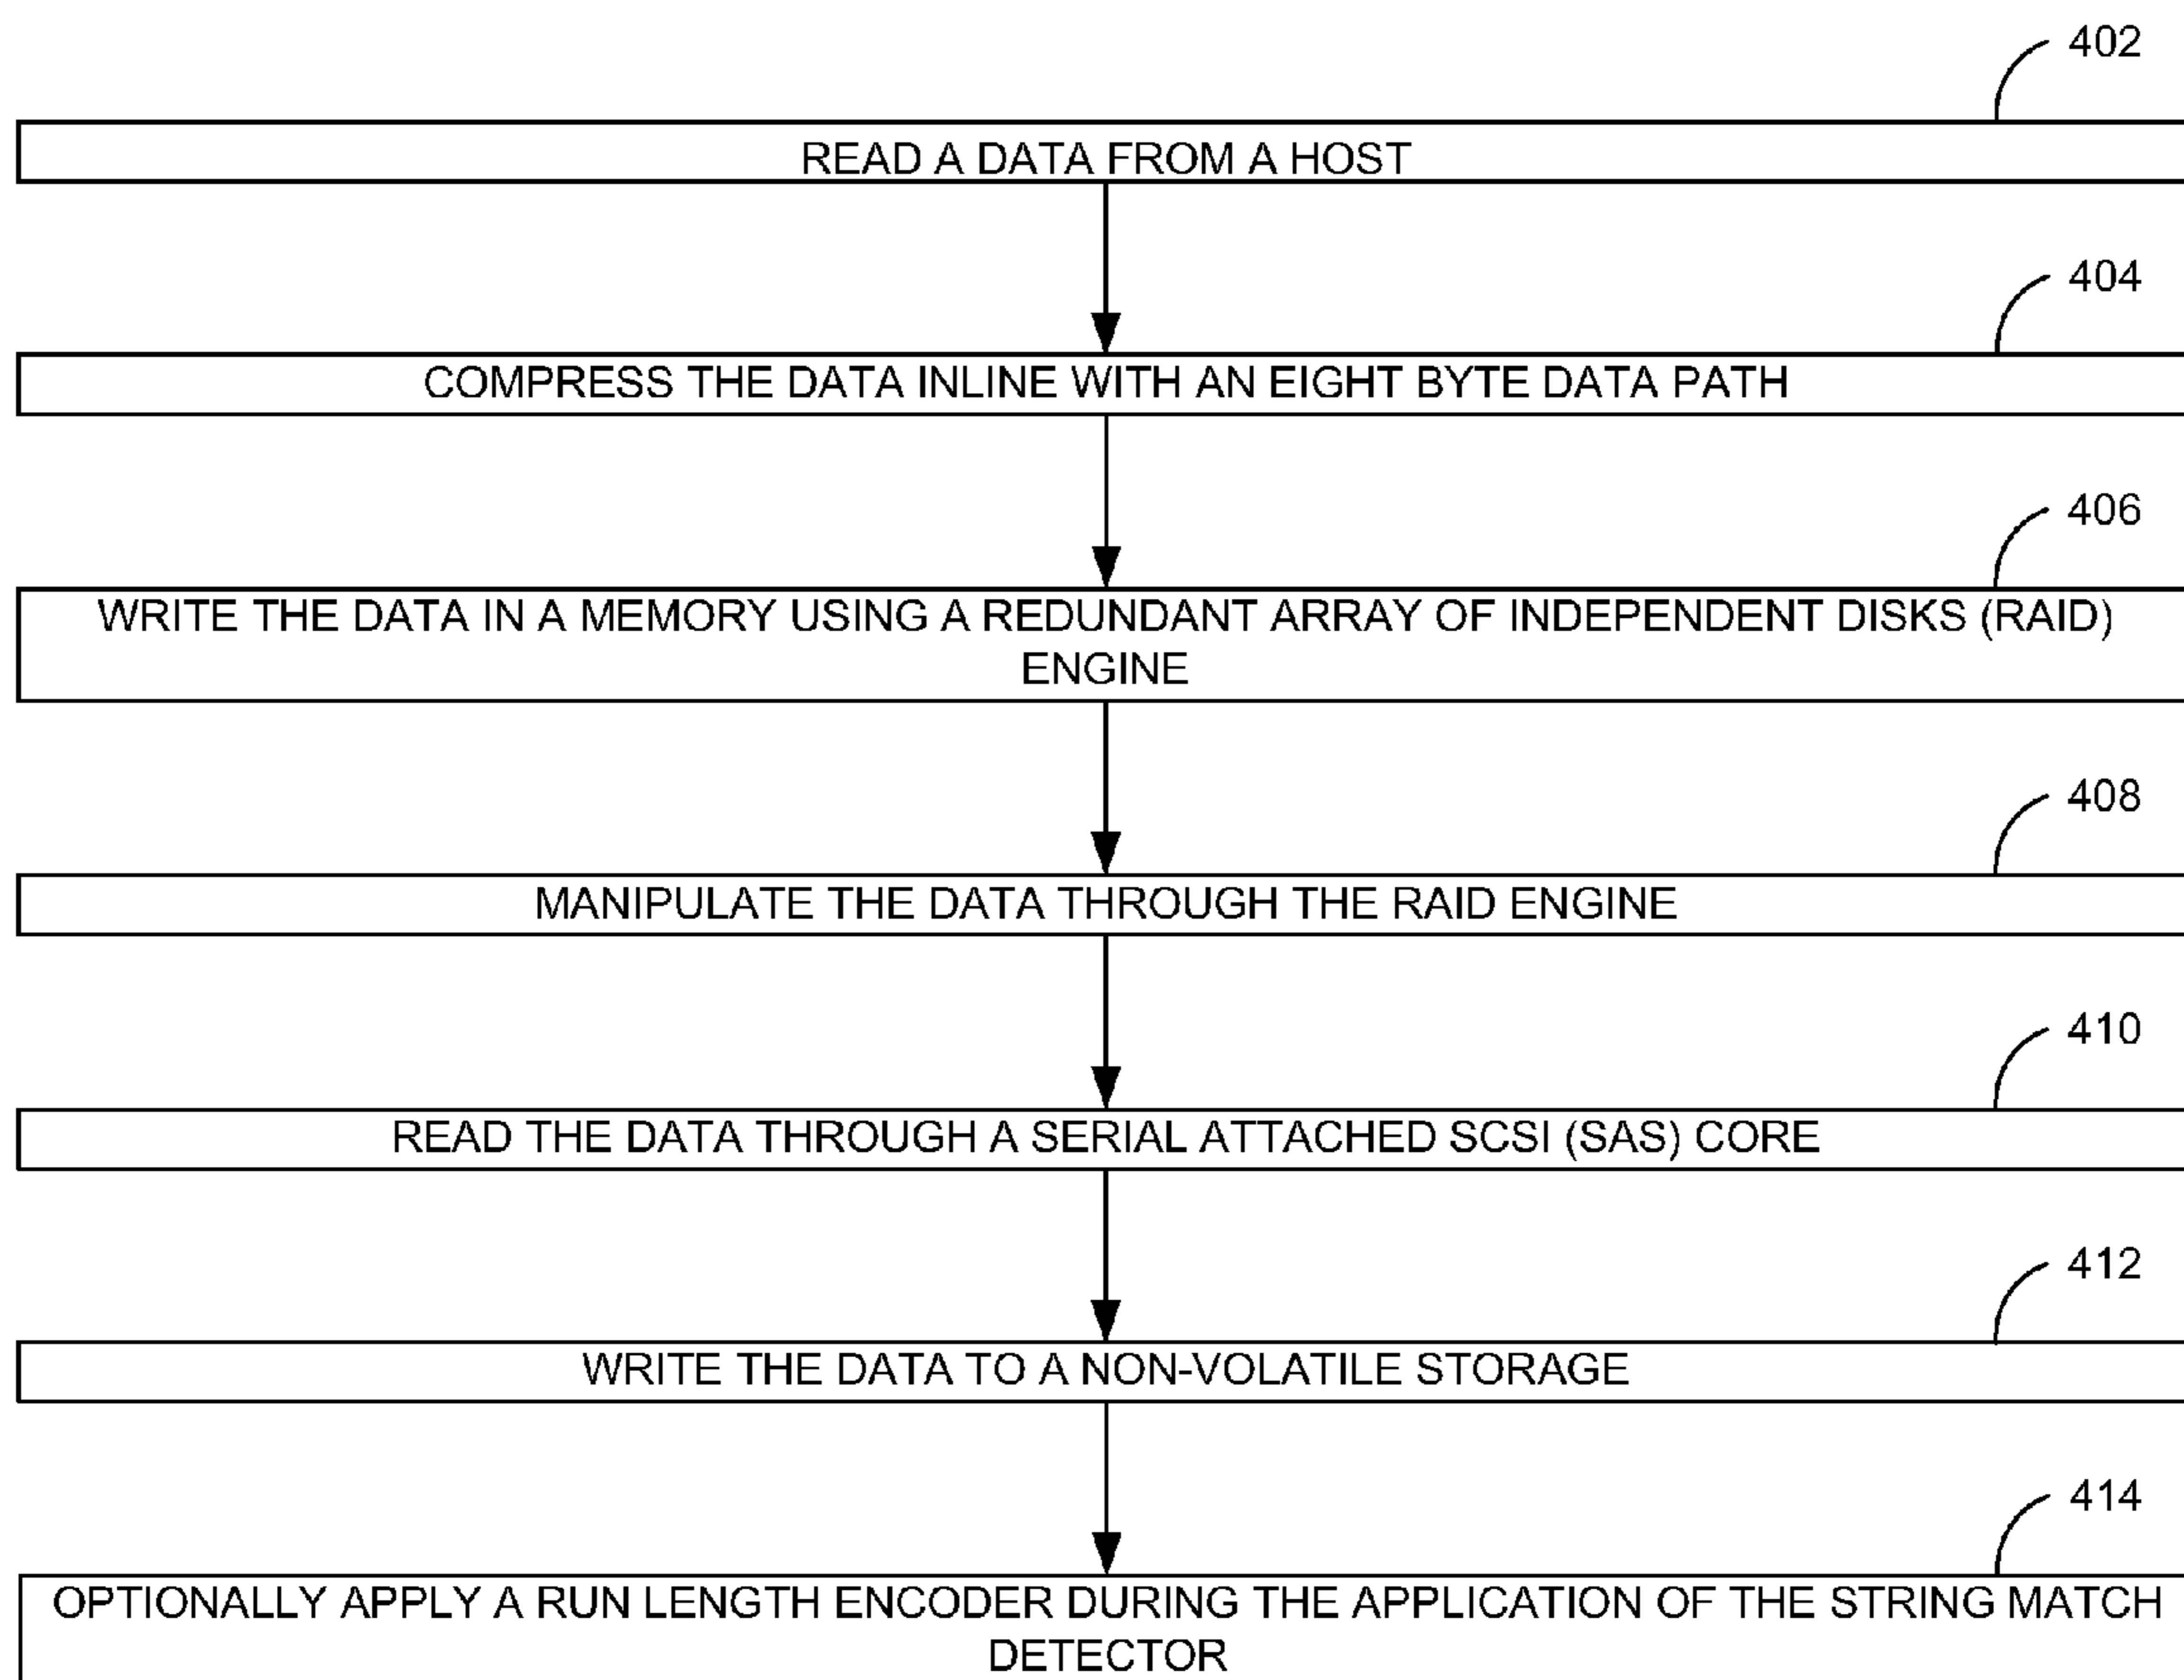 402
READ A DATA FROM A HOST
404
COMPRESS THE DATA INLINE WITH AN EIGHT BYTE DATA PATH
406
WRITE THE DATA IN A MEMORY USING A REDUNDANT ARRAY OF INDEPENDENT DISKS (RAID)
ENGINE
408
MANIPULATE THE DATA THROUGH THE RAID ENGINE
410
READ THE DATA THROUGH A SERIAL ATTACHED SCSI (SAS) CORE
412
WRITE THE DATA TO A NON-VOLATILE STORAGE
414
OPTIONALLY APPLY A RUN LENGTH ENCODER DURING THE APPLICATION OF THE STRING MATCH
DETECTOR